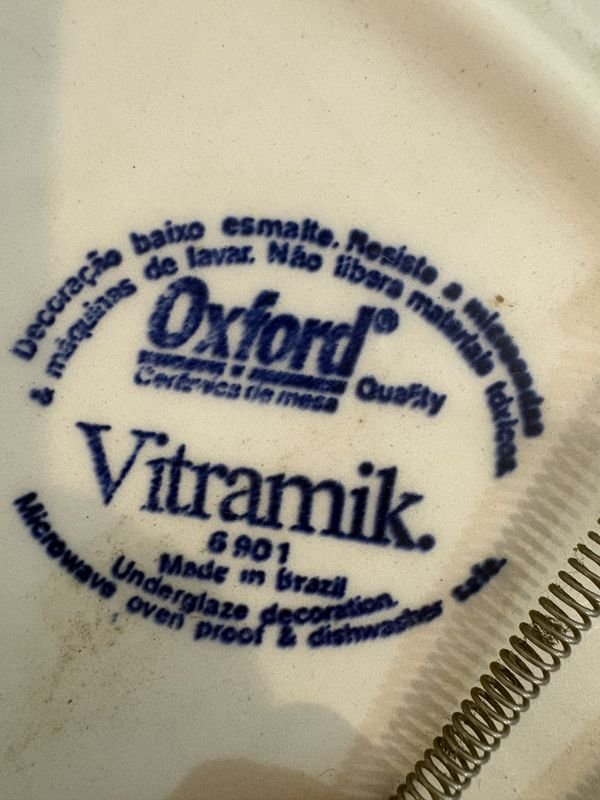 Decoração baixo esmalte. Resiste a microondas
& máquinas de lavar. Não libera materiais tóxicos
Oxford®
Cerâmica de mesa
Quality
Vitramik.
6901
Made in Brazil
Underglaze decoration.
Microwave oven proof & dishwasher safe.